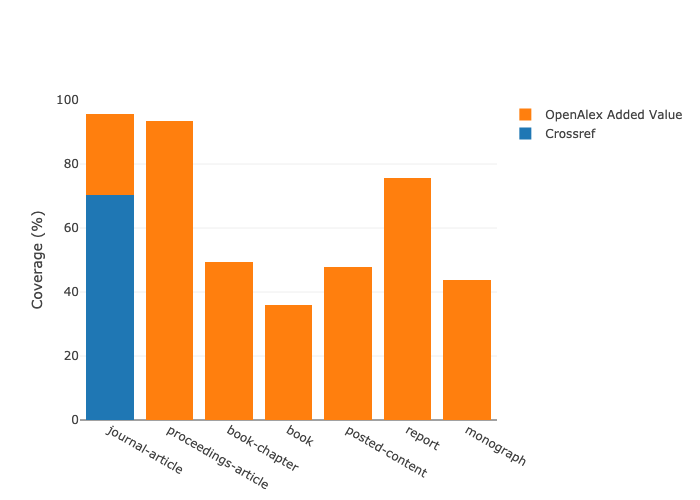 100
80
60
40
20
0
Coverage (%)
journal-article
proceedings-article
book-chapter
book
posted-content
report
monograph
OpenAlex Added Value
Crossref